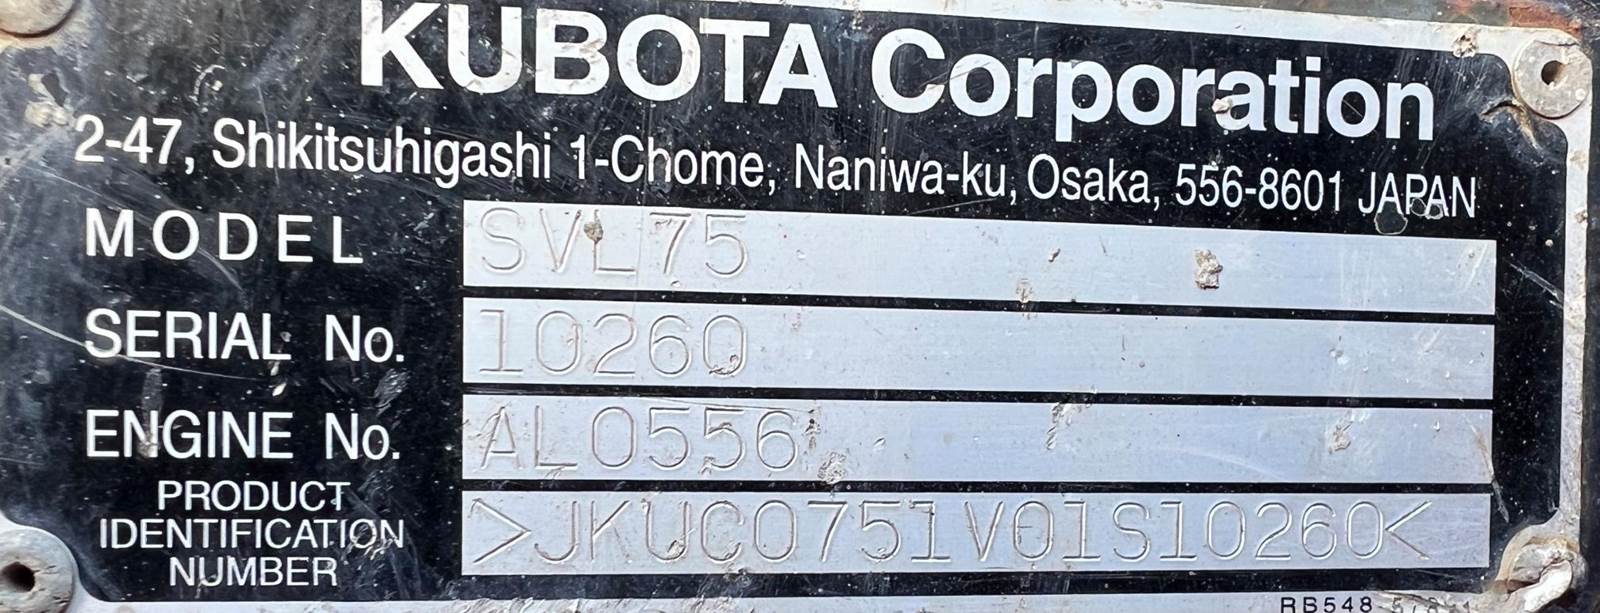 KUBOTA Corporation
2-47, Shikitsuhigashi 1-Chome, Naniwa-ku, Osaka, 556-8601 JAPAN
MODEL SVL75
SERIAL No. 10260
ENGINE No. AL0556
PRODUCT
IDENTIFICATION
NUMBER
>JKUC0751V01S10260<
RB548